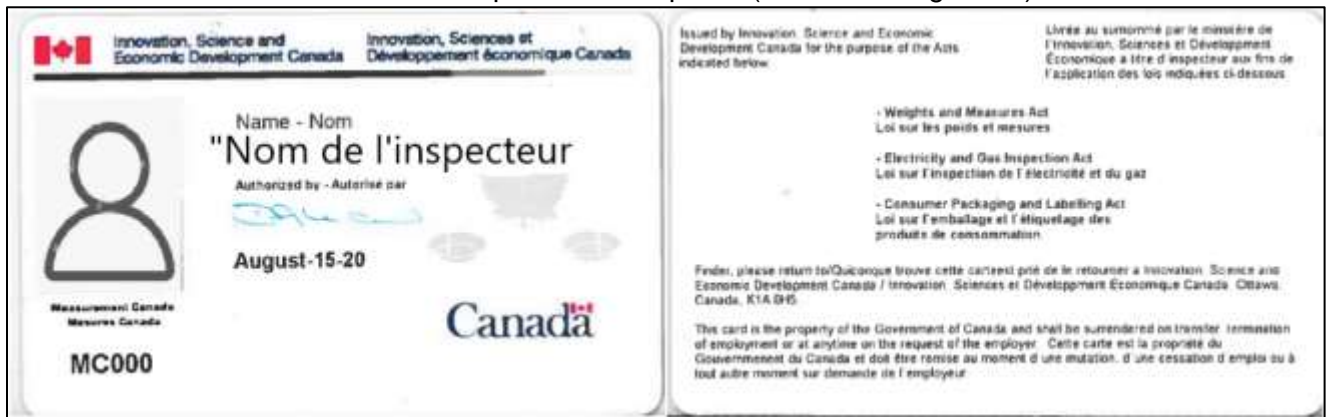 Innovation, Science and
Economic Development Canada
Innovation, Sciences et
Développement économique Canada
Name - Nom
"Nom de l'inspecteur
Authorized by - Autorisé par
August-15-20
Measurement Canada
Mesures Canada
MC000
Canada
Issued by Innovation, Science and Economic
Development Canada for the purpose of the Acts
indicated below.
Livrée au surnommé par le ministère de
l'Innovation, Sciences et Développment
Économique a titre d'inspecteur aux fins de
l'application des lois indiquées ci-dessous
- Weights and Measures Act
Loi sur les poids et mesures
- Electricity and Gas Inspection Act
Loi sur l'inspection de l'électricité et du gaz
- Consumer Packaging and Labelling Act
Loi sur l'emballage et l'étiquetage des
produits de consommation.
Finder, please return to/Quiconque trouve cette carteest prié de le retourner a Innovation, Science and
Economic Development Canada / Innovation, Sciences et Développment Économique Canada, Ottawa,
Canada, K1A 0H5.
This card is the property of the Government of Canada and shall be surrendered on transfer, termination
of employment or at anytime on the request of the employer. Cette carte est la propriété du
Gouvernement du Canada et doit être remise au moment d'une mutation, d'une cessation d'emploi ou à
tout autre moment sur demande de l'employeur